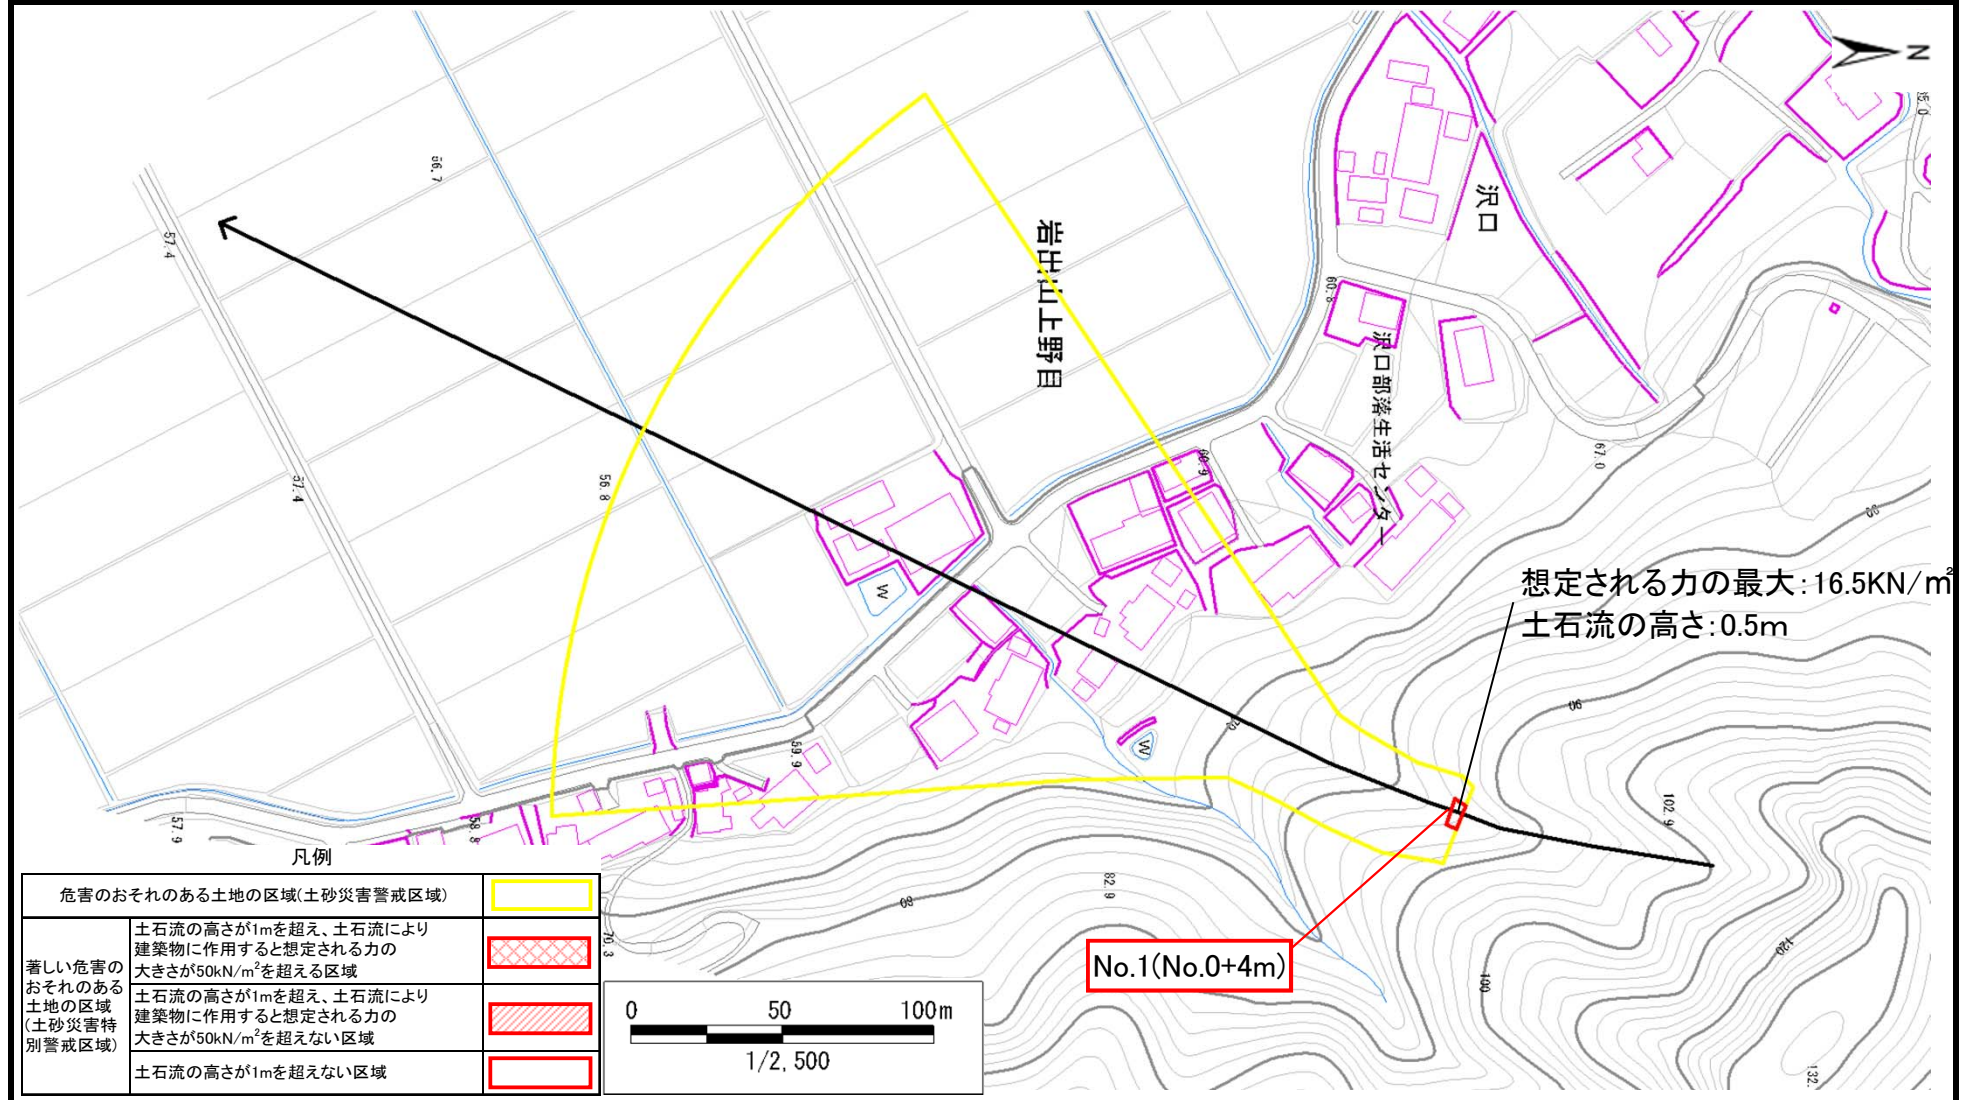 N
沢口
岩出山上野目
沢口部落生活センター
想定される力の最大：16.5KN/㎡
土石流の高さ：0.5m
No.1(No.0+4m)
56.7
57.4
57.4
56.8
60.8
60.9
67.0
59.9
58.8
57.9
W
W
70
90
80
82.9
70.3
100
102.9
120
132.
凡例
危害のおそれのある土地の区域(土砂災害警戒区域)
著しい危害の
おそれのある
土地の区域
(土砂災害特
別警戒区域)
土石流の高さが1mを超え、土石流により
建築物に作用すると想定される力の
大きさが50kN/m²を超える区域
土石流の高さが1mを超え、土石流により
建築物に作用すると想定される力の
大きさが50kN/m²を超えない区域
土石流の高さが1mを超えない区域
0 50 100m
1/2,500